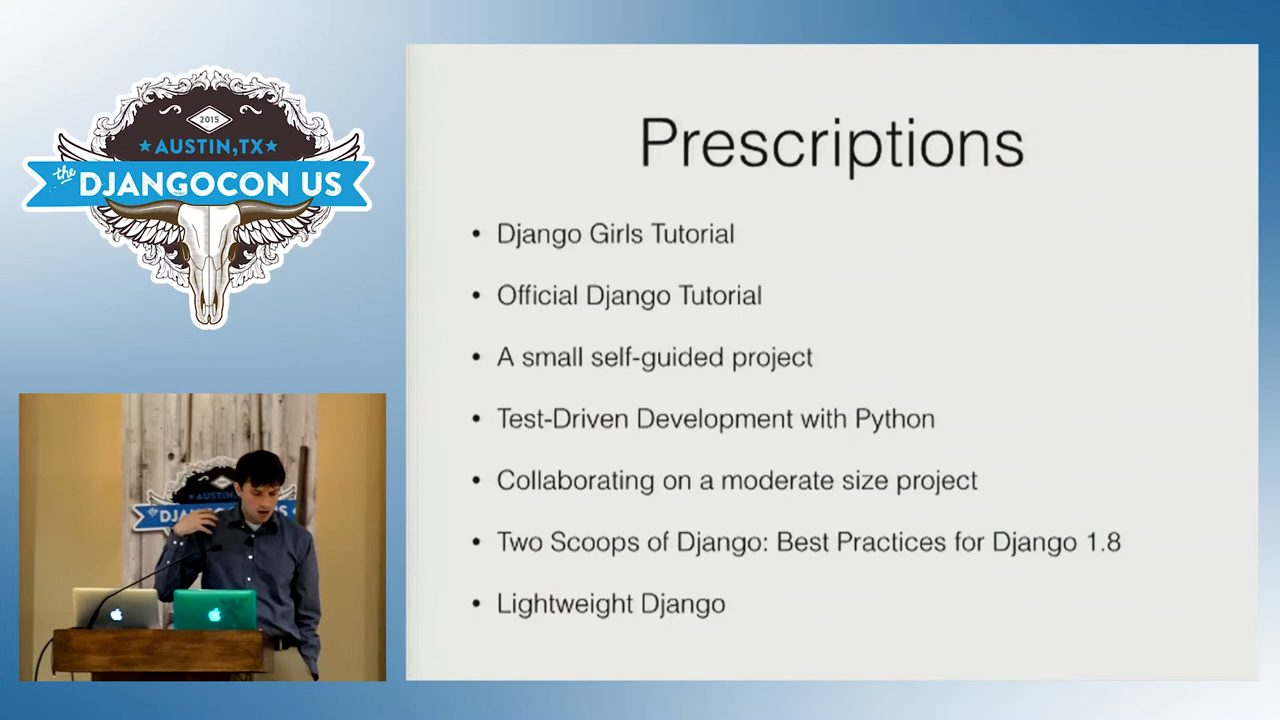 2015
AUSTIN,TX
the
DJANGOCON US
Prescriptions
• Django Girls Tutorial
• Official Django Tutorial
• A small self-guided project
• Test-Driven Development with Python
• Collaborating on a moderate size project
• Two Scoops of Django: Best Practices for Django 1.8
• Lightweight Django
AUSTIN,